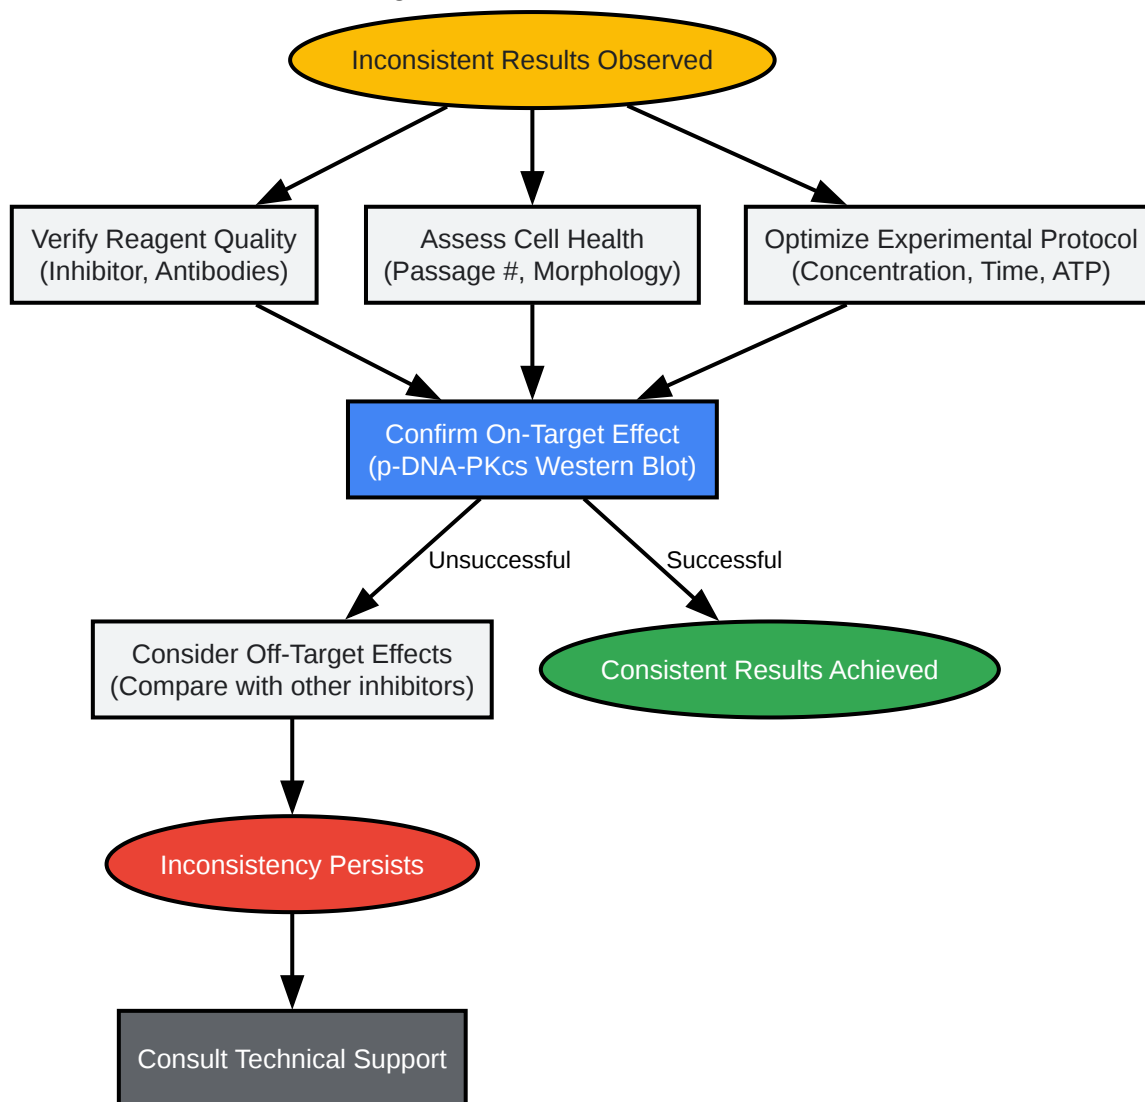 Inconsistent Results Observed
Verify Reagent Quality
(Inhibitor, Antibodies)
Assess Cell Health
(Passage #, Morphology)
Optimize Experimental Protocol
(Concentration, Time, ATP)
Confirm On-Target Effect
(p-DNA-PKcs Western Blot)
Unsuccessful
Successful
Consider Off-Target Effects
(Compare with other inhibitors)
Consistent Results Achieved
Inconsistency Persists
Consult Technical Support